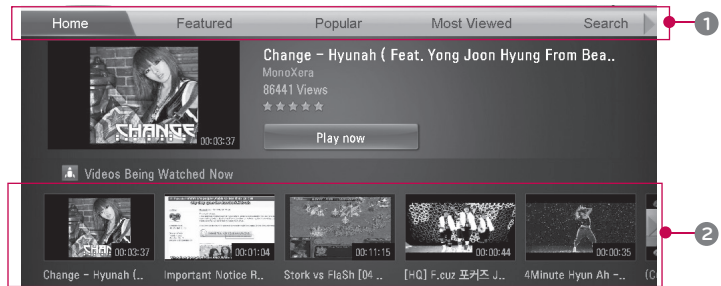 Home Featured Popular Most Viewed Search
1
Change - Hyunah ( Feat. Yong Joon Hyung From Bea..
MonoXera
86441 Views
CHANGE
00:03:37
Play now
Videos Being Watched Now
00:03:37 00:01:04 00:11:15 00:00:44 00:00:35
2
Change - Hyunah (.. Important Notice R.. Stork vs FlaSh [04 .. [HQ] F.cuz 포커즈 J.. 4Minute Hyun Ah -..